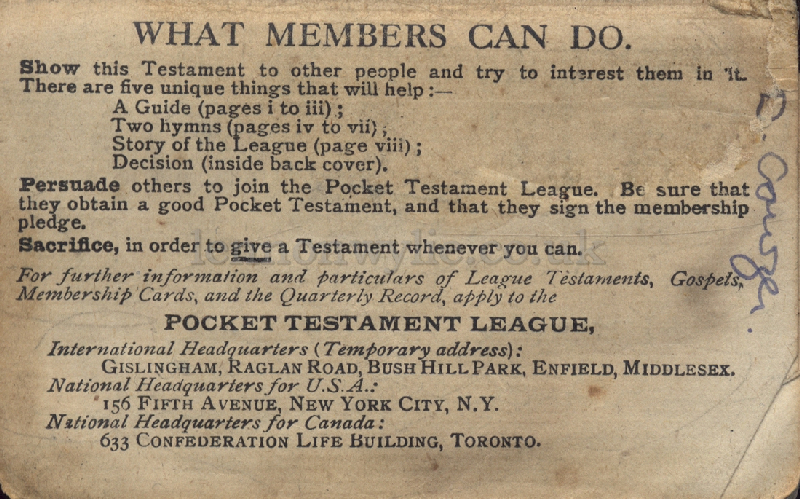 WHAT MEMBERS CAN DO.
Show this Testament to other people and try to interest them in it.
There are five unique things that will help :—
A Guide (pages i to iii) ;
Two hymns (pages iv to vii) ;
Story of the League (page viii) ;
Decision (inside back cover).
Persuade others to join the Pocket Testament League. Be sure that
they obtain a good Pocket Testament, and that they sign the membership
pledge.
Sacrifice, in order to give a Testament whenever you can.
For further information and particulars of League Testaments, Gospels,
Membership Cards, and the Quarterly Record, apply to the
POCKET TESTAMENT LEAGUE,
International Headquarters (Temporary address) :
GISLINGHAM, RAGLAN ROAD, BUSH HILL PARK, ENFIELD, MIDDLESEX.
National Headquarters for U.S.A.:
156 FIFTH AVENUE, NEW YORK CITY, N.Y.
National Headquarters for Canada :
633 CONFEDERATION LIFE BUILDING, TORONTO.